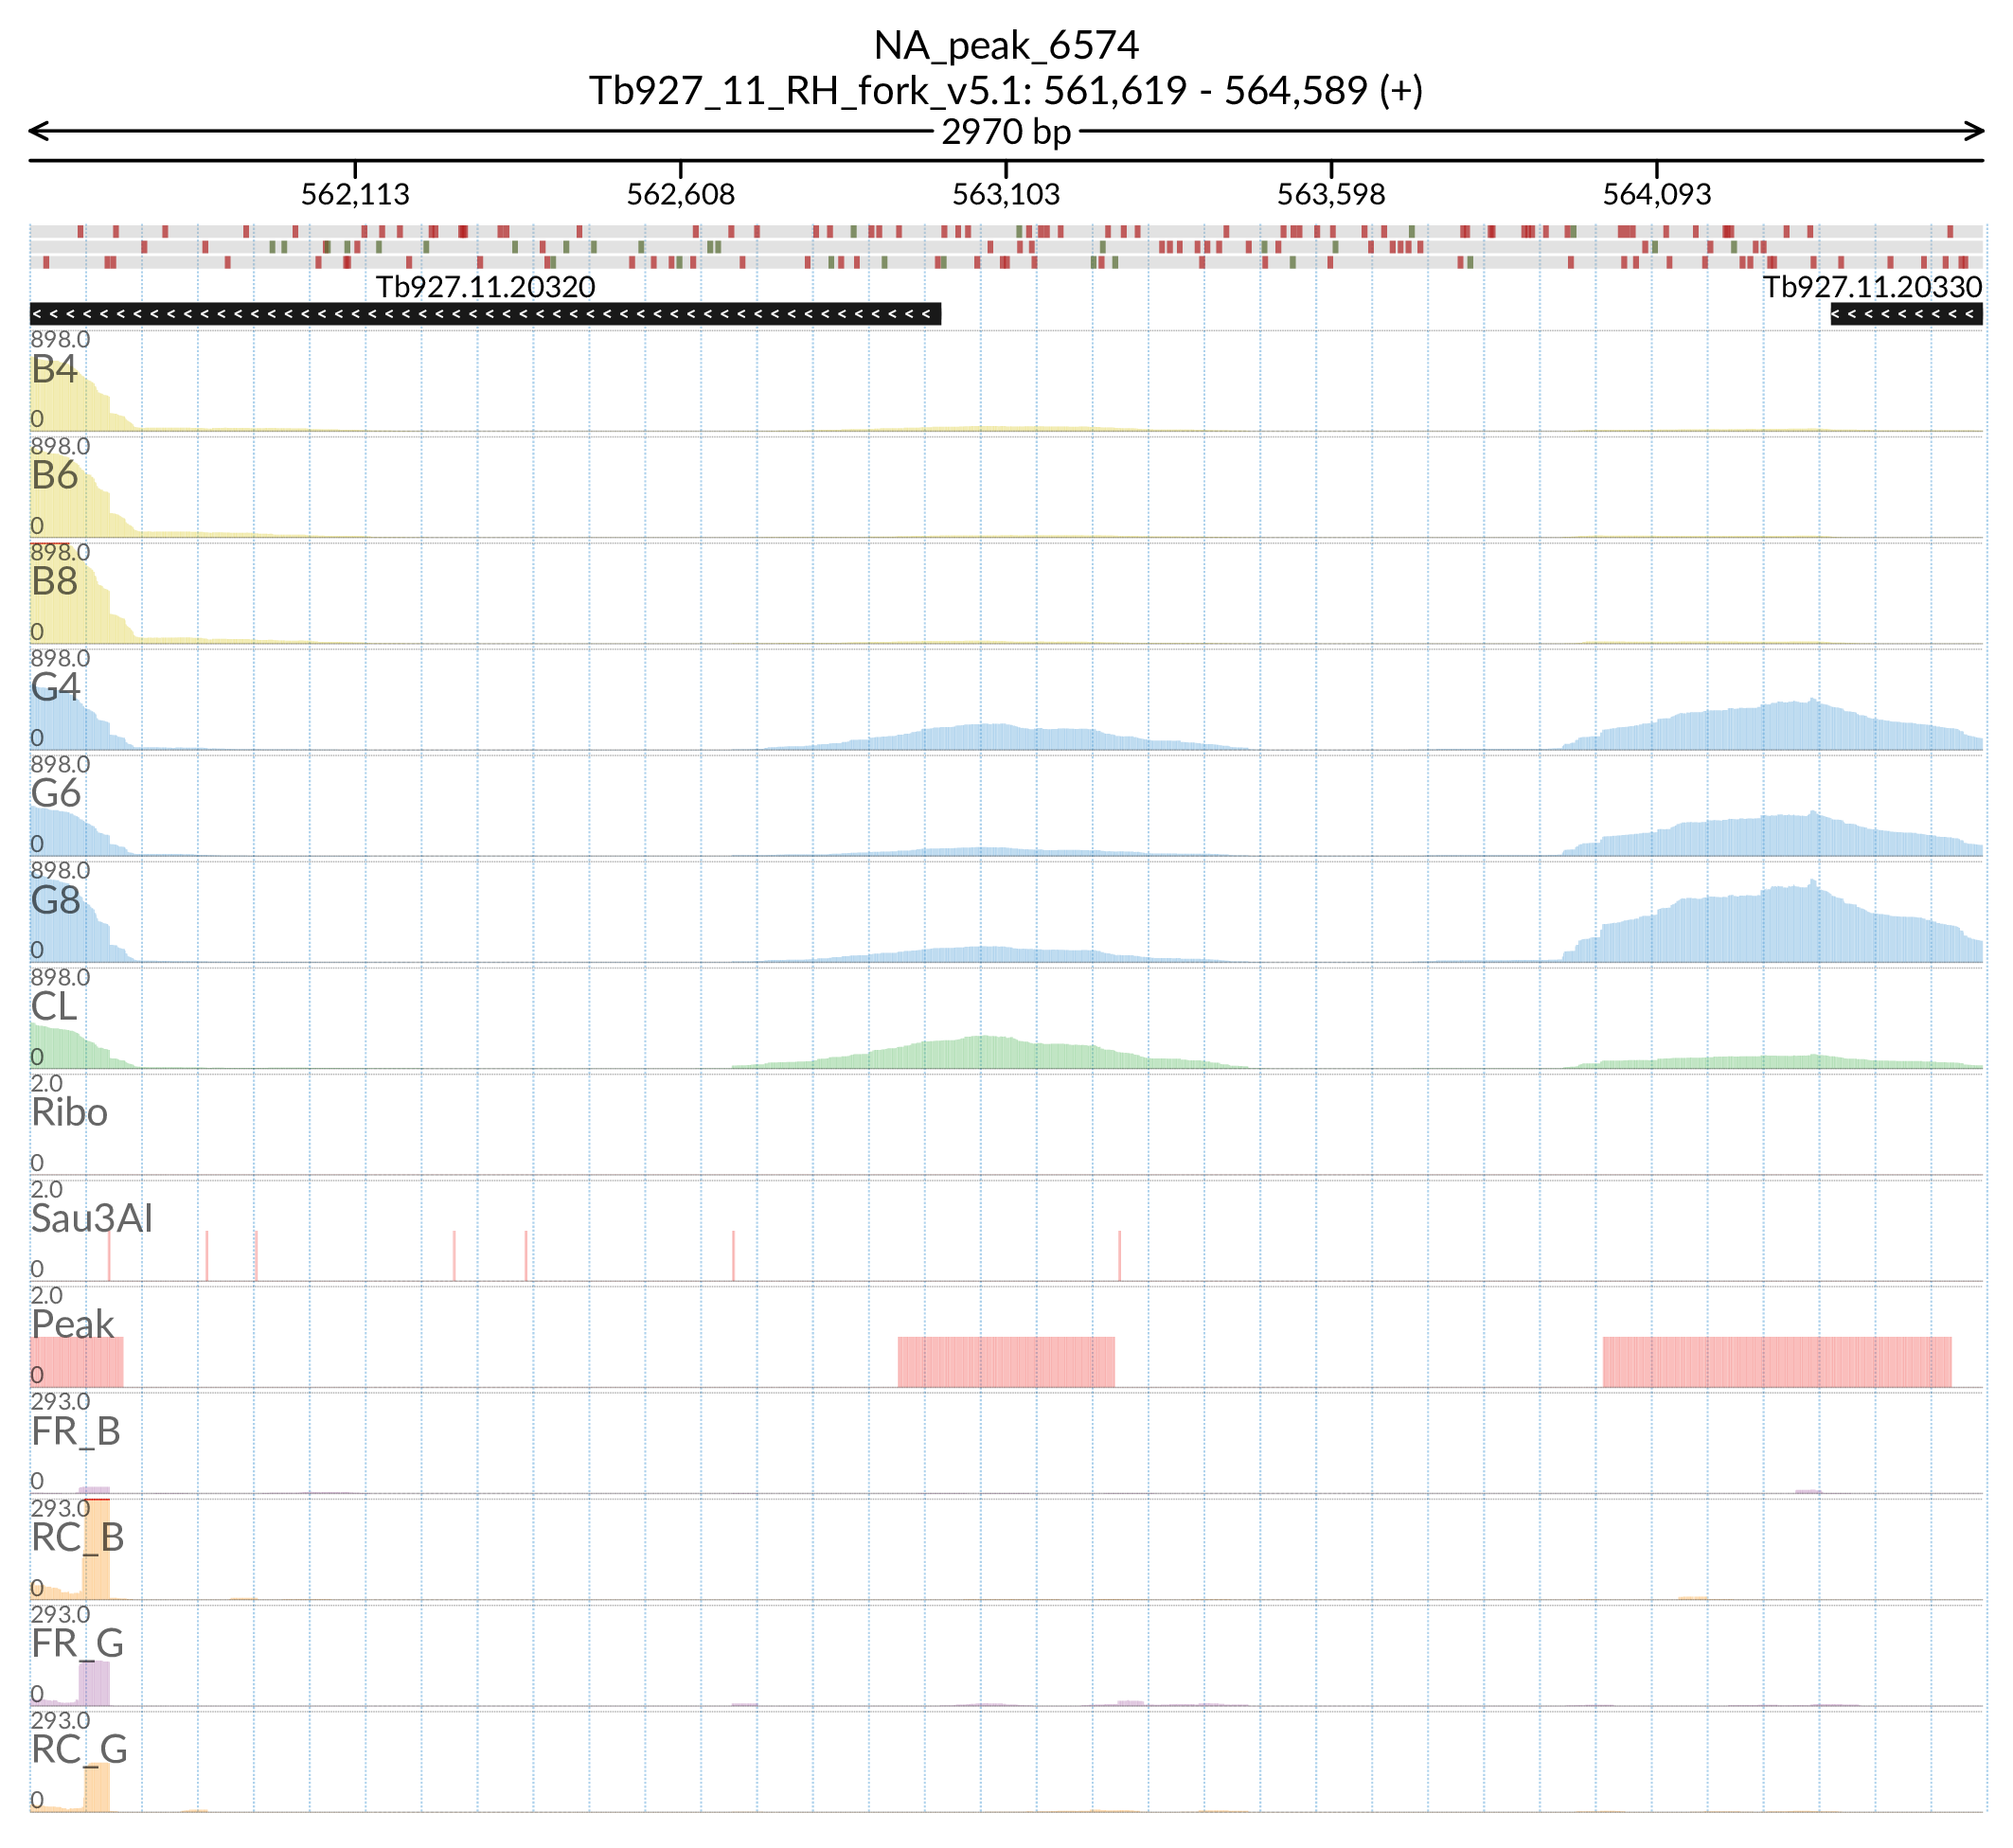 NA_peak_6574
Tb927_11_RH_fork_v5.1: 561,619 - 564,589 (+)
2970 bp
562,113 562,608 563,103 563,598 564,093
Tb927.11.20320 Tb927.11.20330
898.0
B4
0
898.0
B6
0
898.0
B8
0
898.0
G4
0
898.0
G6
0
898.0
G8
0
898.0
CL
0
2.0
Ribo
0
2.0
Sau3AI
0
2.0
Peak
0
293.0
FR_B
0
293.0
RC_B
0
293.0
FR_G
0
293.0
RC_G
0